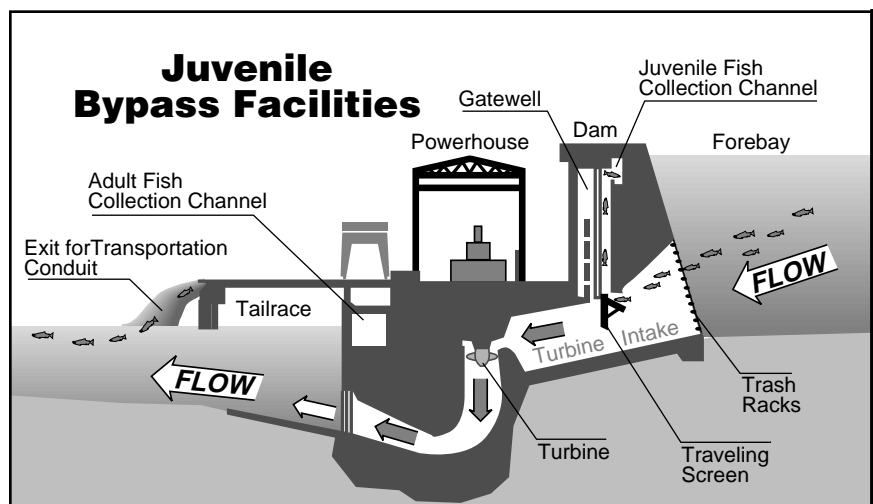 Juvenile
Bypass Facilities
Juvenile Fish
Collection Channel
Gatewell
Dam
Powerhouse
Forebay
Adult Fish
Collection Channel
Exit forTransportation
Conduit
FLOW
Tailrace
Turbine Intake
FLOW
Trash
Racks
Turbine
Traveling
Screen